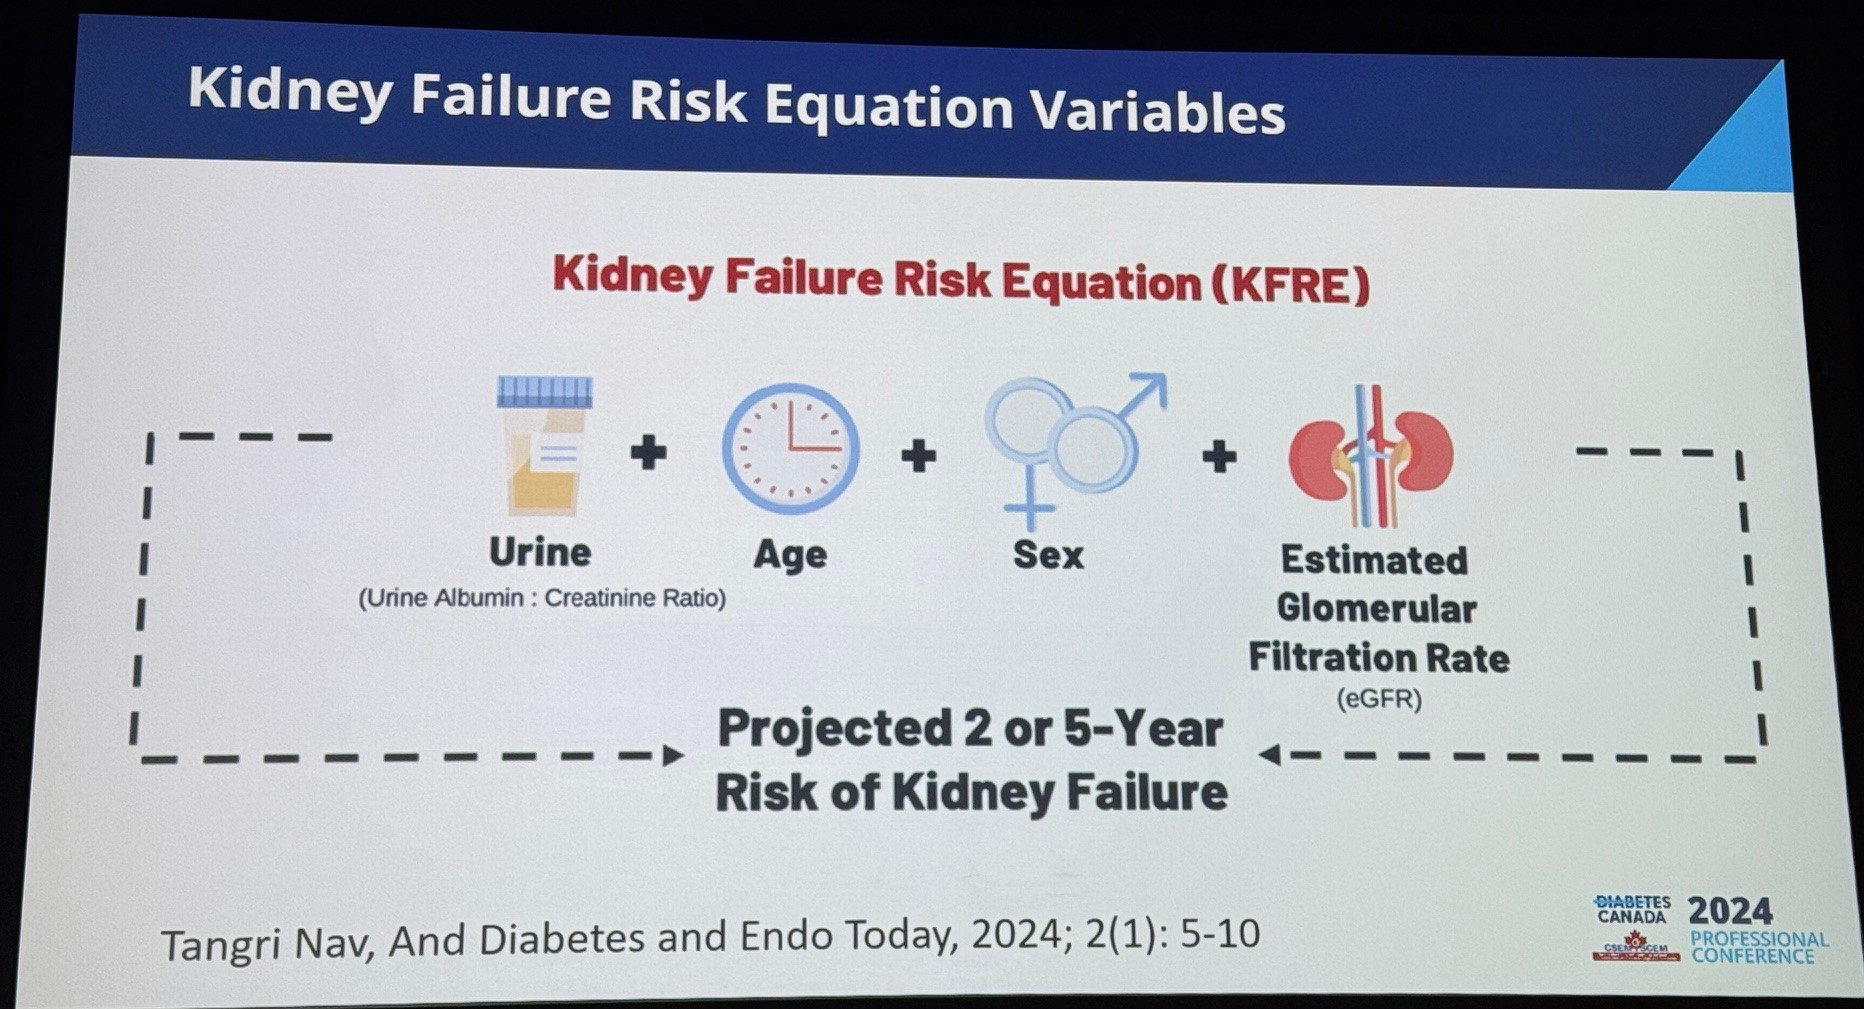 Kidney Failure Risk Equation Variables
Kidney Failure Risk Equation (KFRE)
Urine
(Urine Albumin : Creatinine Ratio)
Age
Sex
Estimated
Glomerular
Filtration Rate
(eGFR)
Projected 2 or 5-Year
Risk of Kidney Failure
Tangri Nav, And Diabetes and Endo Today, 2024; 2(1): 5-10
DIABETES
CANADA
CSEM SCEM
2024
PROFESSIONAL
CONFERENCE